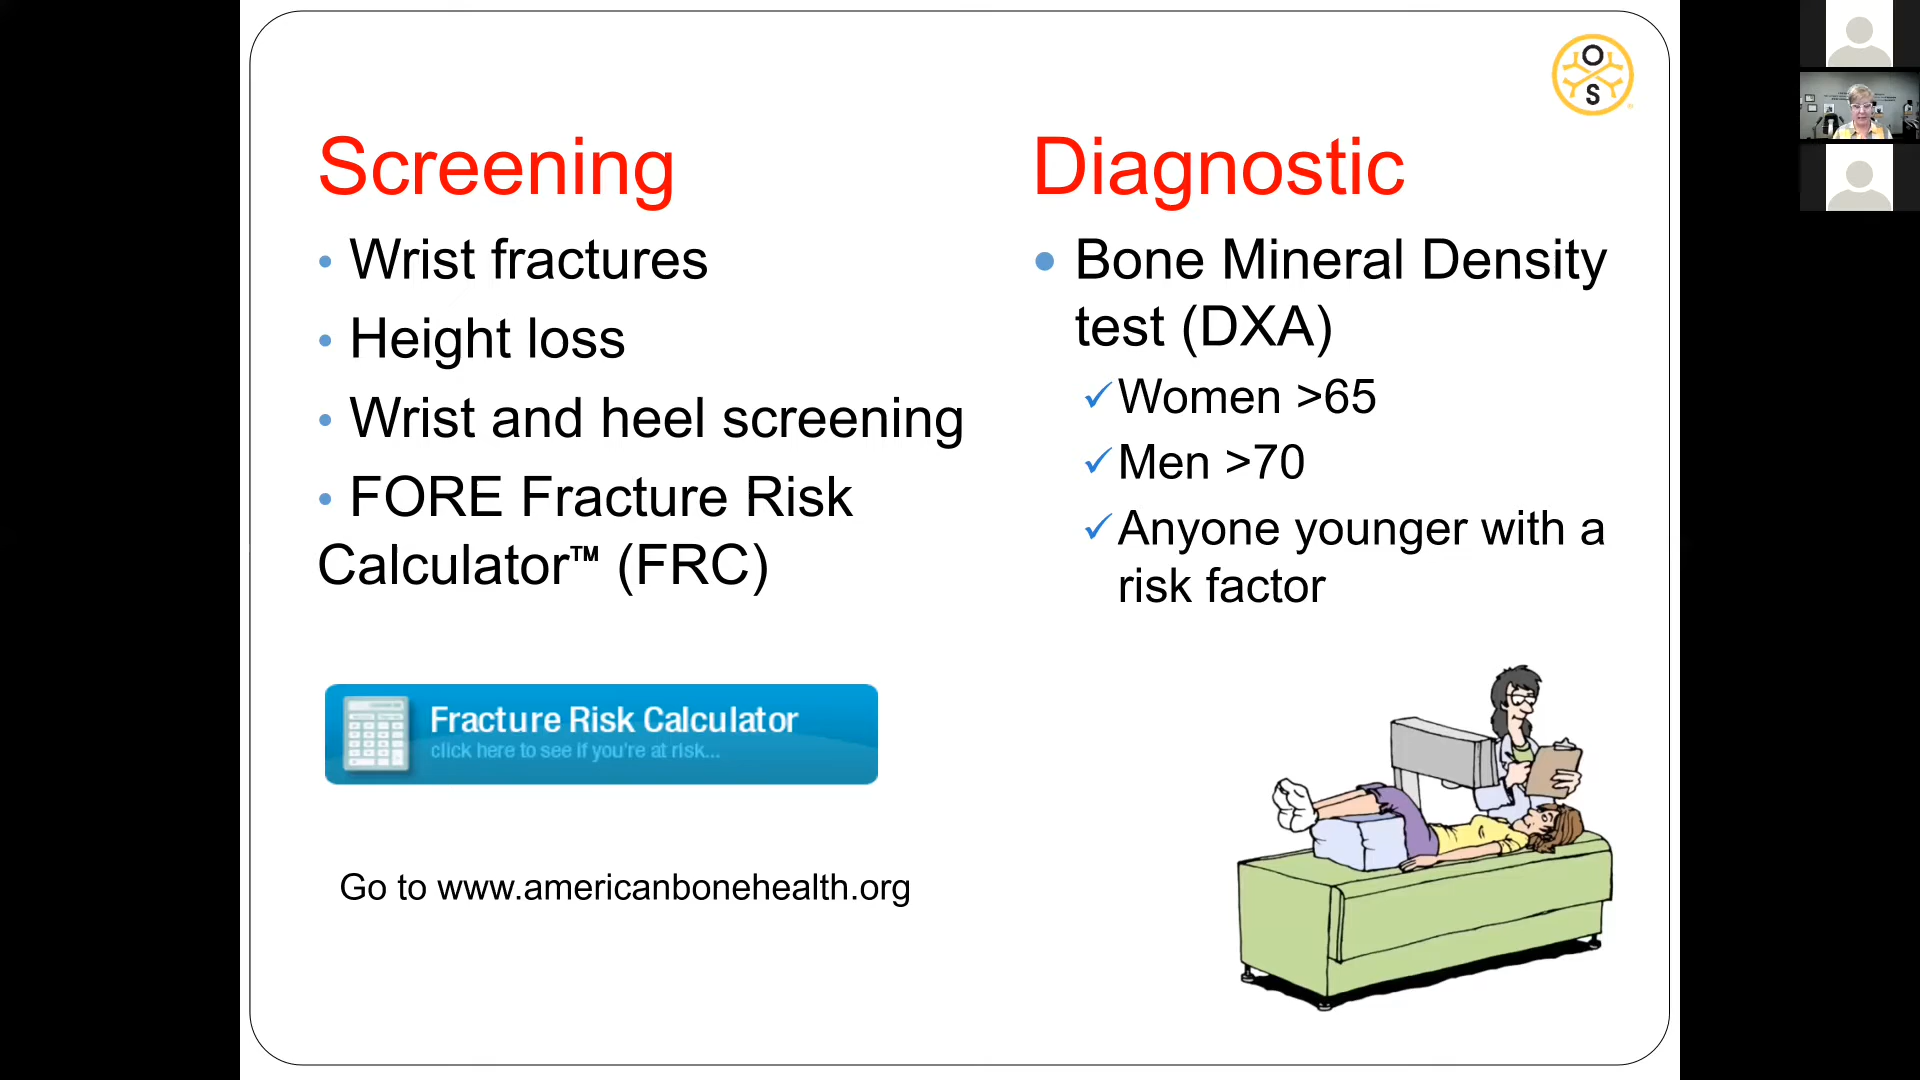 O
S
Screening
• Wrist fractures
• Height loss
• Wrist and heel screening
• FORE Fracture Risk
Calculator™ (FRC)
Fracture Risk Calculator
click here to see if you're at risk...
Go to www.americanbonehealth.org
Diagnostic
• Bone Mineral Density
test (DXA)
✓Women >65
✓Men >70
✓Anyone younger with a
risk factor